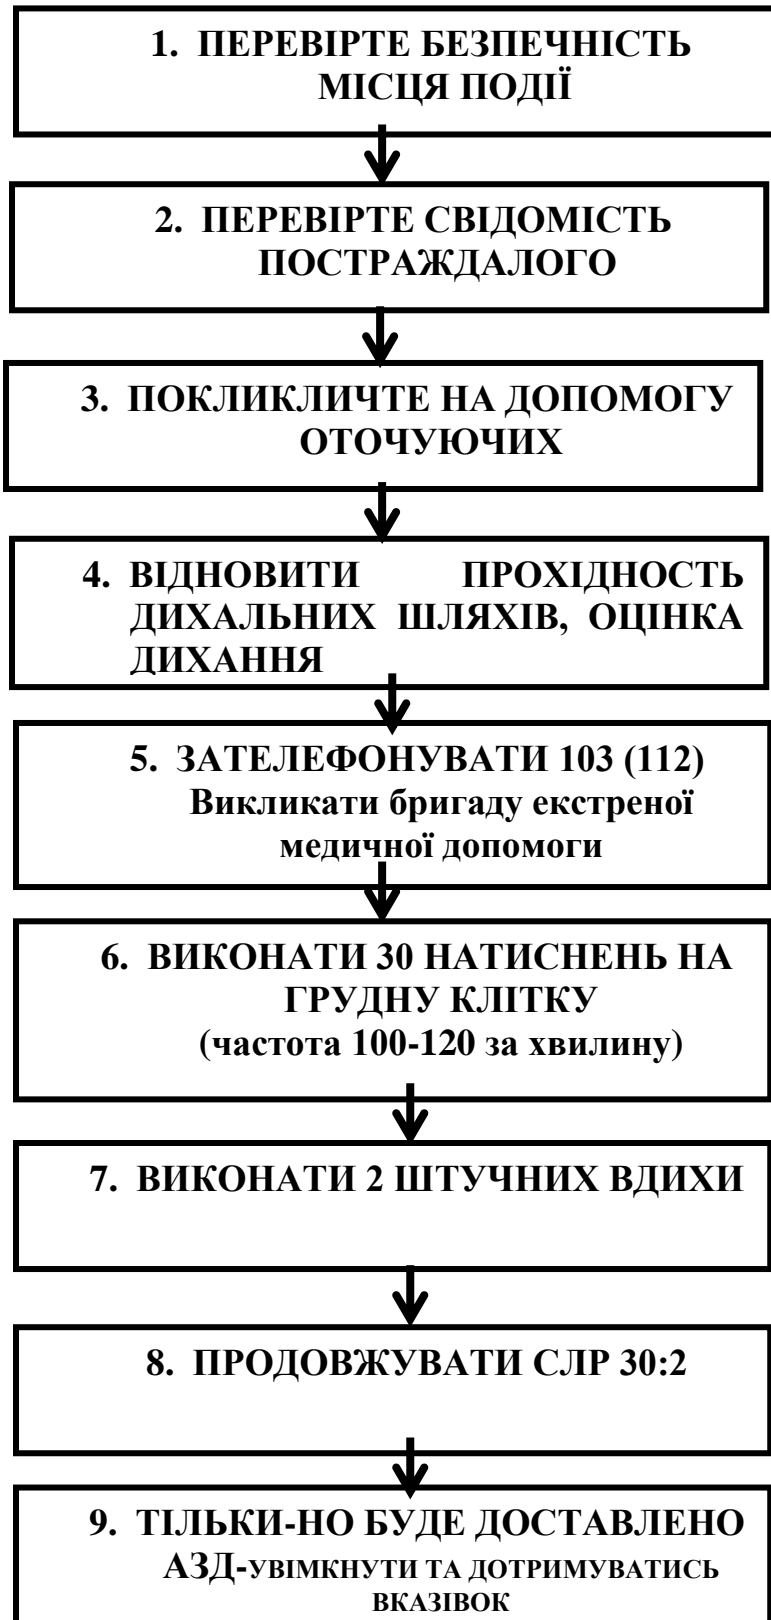 1. ПЕРЕВІРТЕ БЕЗПЕЧНІСТЬ
МІСЦЯ ПОДІЇ
2. ПЕРЕВІРТЕ СВІДОМІСТЬ
ПОСТРАЖДАЛОГО
3. ПОКЛИКЛИЧТЕ НА ДОПОМОГУ
ОТОЧУЮЧИХ
4. ВІДНОВИТИ ПРОХІДНОСТЬ
ДИХАЛЬНИХ ШЛЯХІВ, ОЦІНКА
ДИХАННЯ
5. ЗАТЕЛЕФОНУВАТИ 103 (112)
Викликати бригаду екстреної
медичної допомоги
6. ВИКОНАТИ 30 НАТИСНЕНЬ НА
ГРУДНУ КЛІТКУ
(частота 100-120 за хвилину)
7. ВИКОНАТИ 2 ШТУЧНИХ ВДИХИ
8. ПРОДОВЖУВАТИ СЛР 30:2
9. ТІЛЬКИ-НО БУДЕ ДОСТАВЛЕНО
АЗД-УВІМКНУТИ ТА ДОТРИМУВАТИСЬ
ВКАЗІВОК